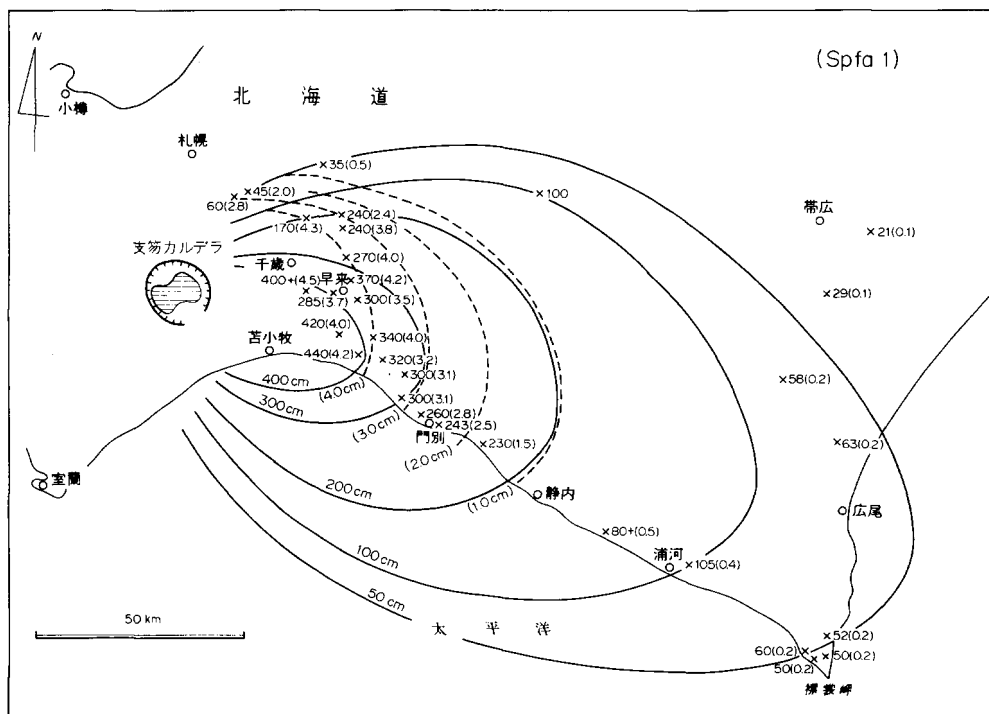 N
(Spfa 1)
北海道
小樽
札幌
35(0.5)
45(2.0)
60(2.8)
100
240(2.4)
170(4.3)
240(3.8)
帯広
21(0.1)
支笏カルデラ
千歳
270(4.0)
早来
370(4.2)
400+(4.5)
285(3.7)
300(3.5)
29(0.1)
420(4.0)
340(4.0)
苫小牧
440(4.2)
320(3.2)
300(3.1)
58(0.2)
400cm
(4.0cm)
300cm
300(3.1)
(3.0cm)
260(2.8)
243(2.5)
門別
(2.0cm)
230(1.5)
63(0.2)
室蘭
200cm
(1.0cm)
静内
広尾
80+(0.5)
100cm
浦河
105(0.4)
50cm
50 km
太平洋
52(0.2)
60(0.2)
50(0.2)
50(0.2)
襟裳岬